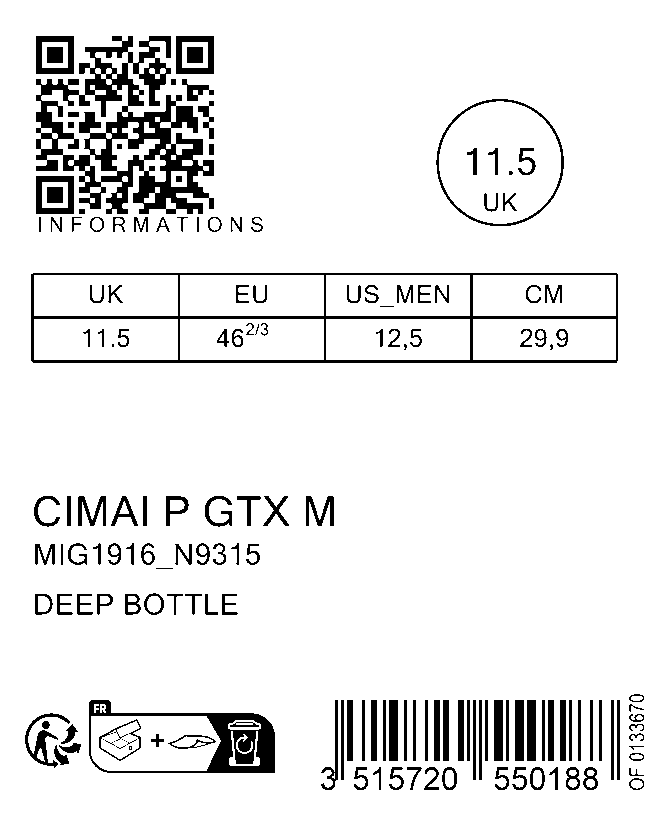 INFORMATIONS
11.5
UK
UK EU US_MEN CM
11.5 46 2/3 12,5 29,9
CIMAI P GTX M
MIG1916_N9315
DEEP BOTTLE
FR
+
3 515720 550188
OF 0133670